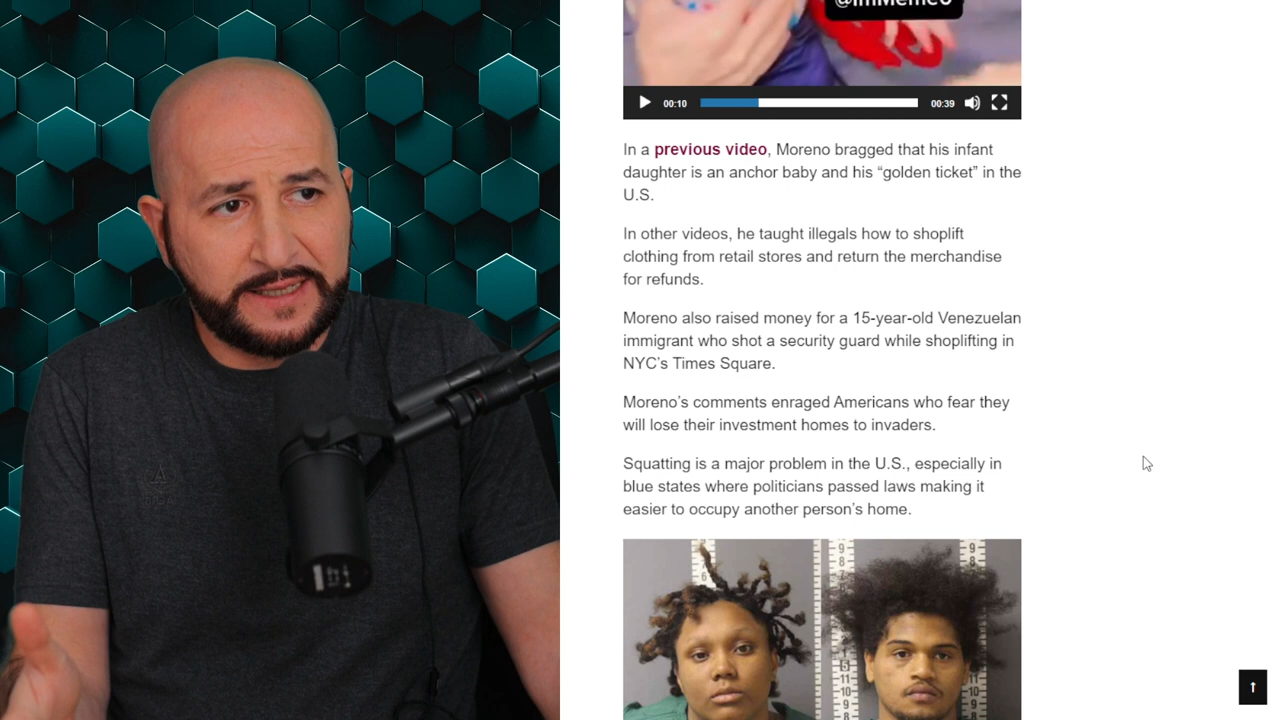 00:10
00:39
In a previous video, Moreno bragged that his infant
daughter is an anchor baby and his “golden ticket” in the
U.S.
In other videos, he taught illegals how to shoplift
clothing from retail stores and return the merchandise
for refunds.
Moreno also raised money for a 15-year-old Venezuelan
immigrant who shot a security guard while shoplifting in
NYC’s Times Square.
Moreno’s comments enraged Americans who fear they
will lose their investment homes to invaders.
Squatting is a major problem in the U.S., especially in
blue states where politicians passed laws making it
easier to occupy another person’s home.